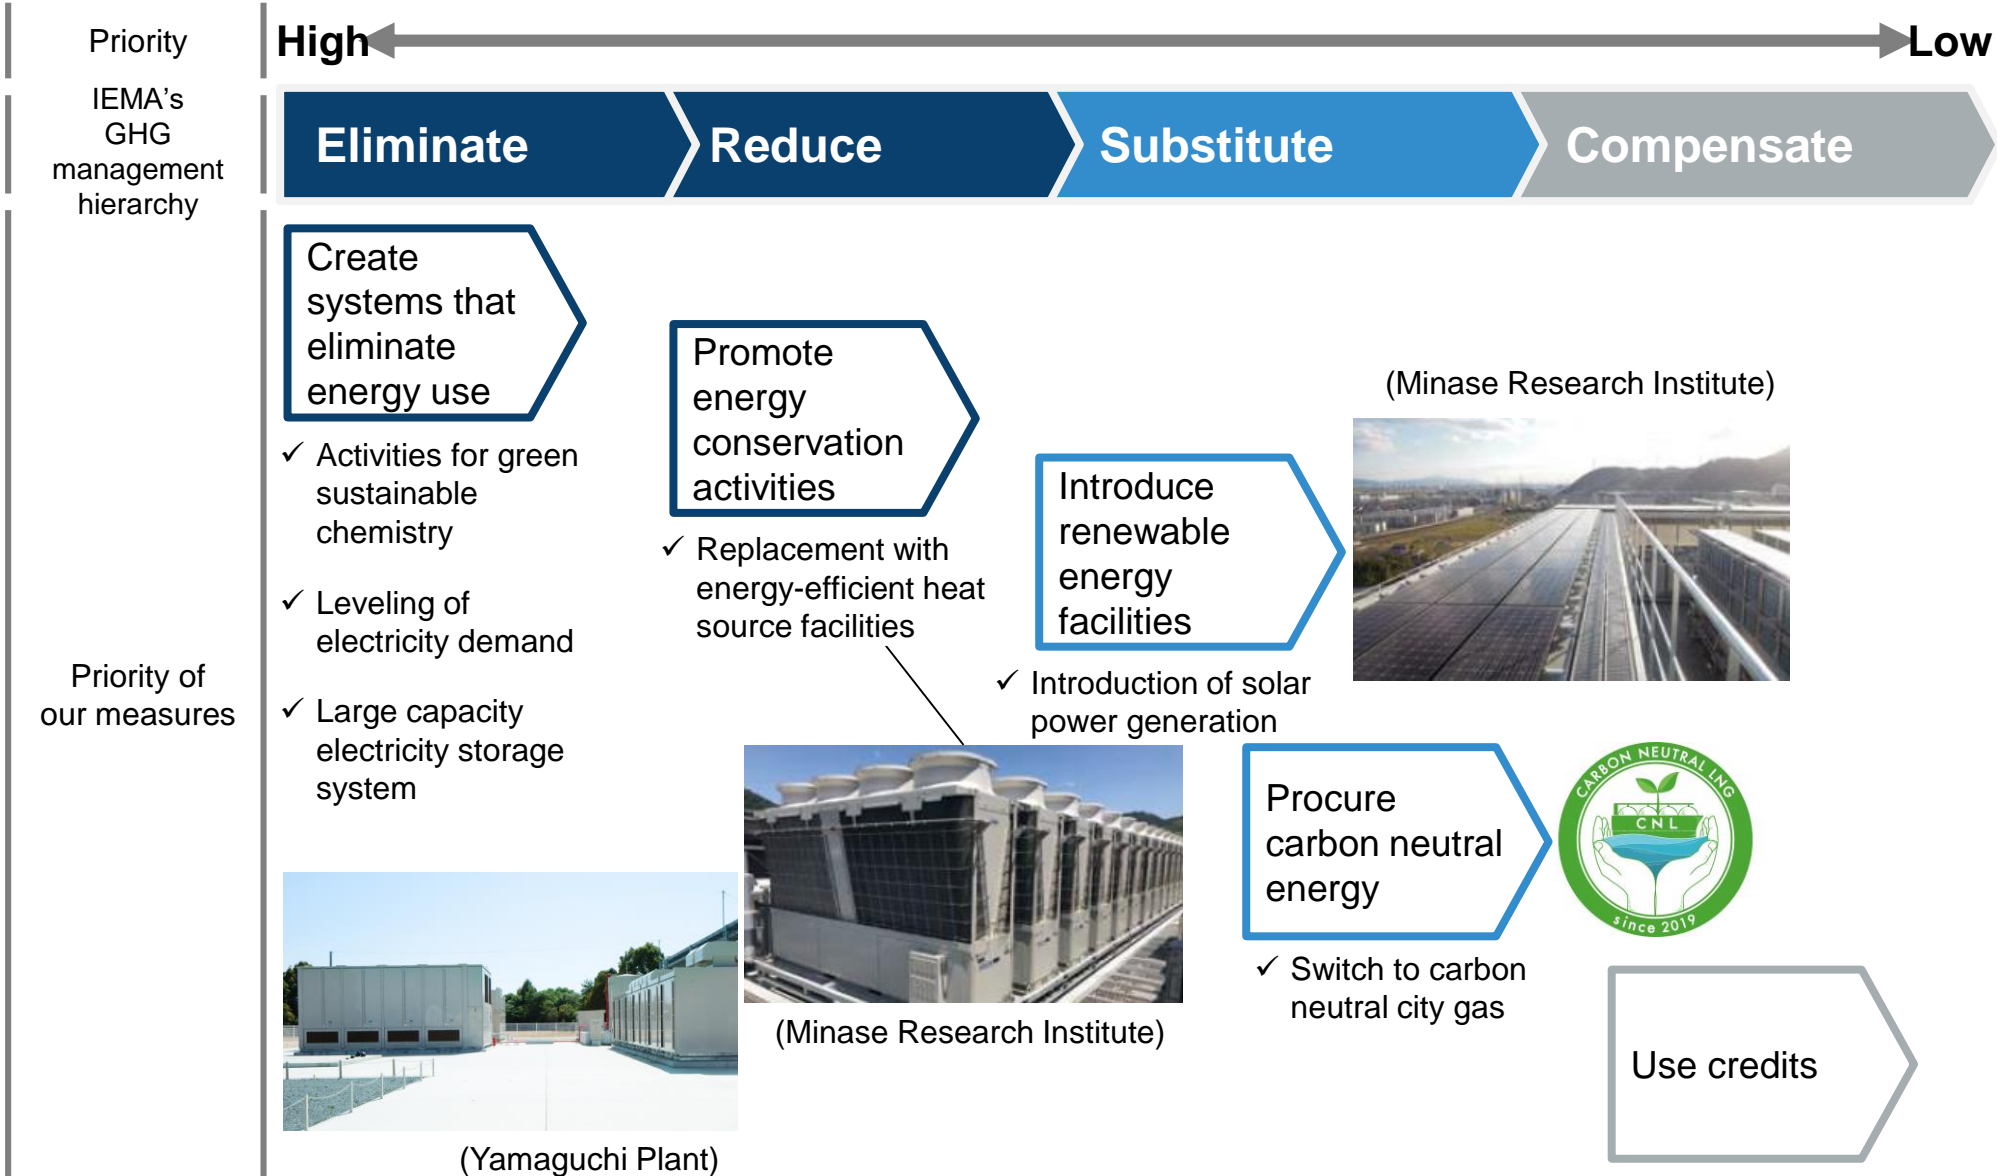 Priority
High
Low
IEMA's
GHG
management
hierarchy
Eliminate
Reduce
Substitute
Compensate
Priority of
our measures
Create
systems that
eliminate
energy use
✓ Activities for green
sustainable
chemistry
✓ Leveling of
electricity demand
✓ Large capacity
electricity storage
system
(Yamaguchi Plant)
Promote
energy
conservation
activities
✓ Replacement with
energy-efficient heat
source facilities
(Minase Research Institute)
Introduce
renewable
energy
facilities
✓ Introduction of solar
power generation
(Minase Research Institute)
Procure
carbon neutral
energy
✓ Switch to carbon
neutral city gas
CARBON NEUTRAL LNG
CNL
since 2019
Use credits